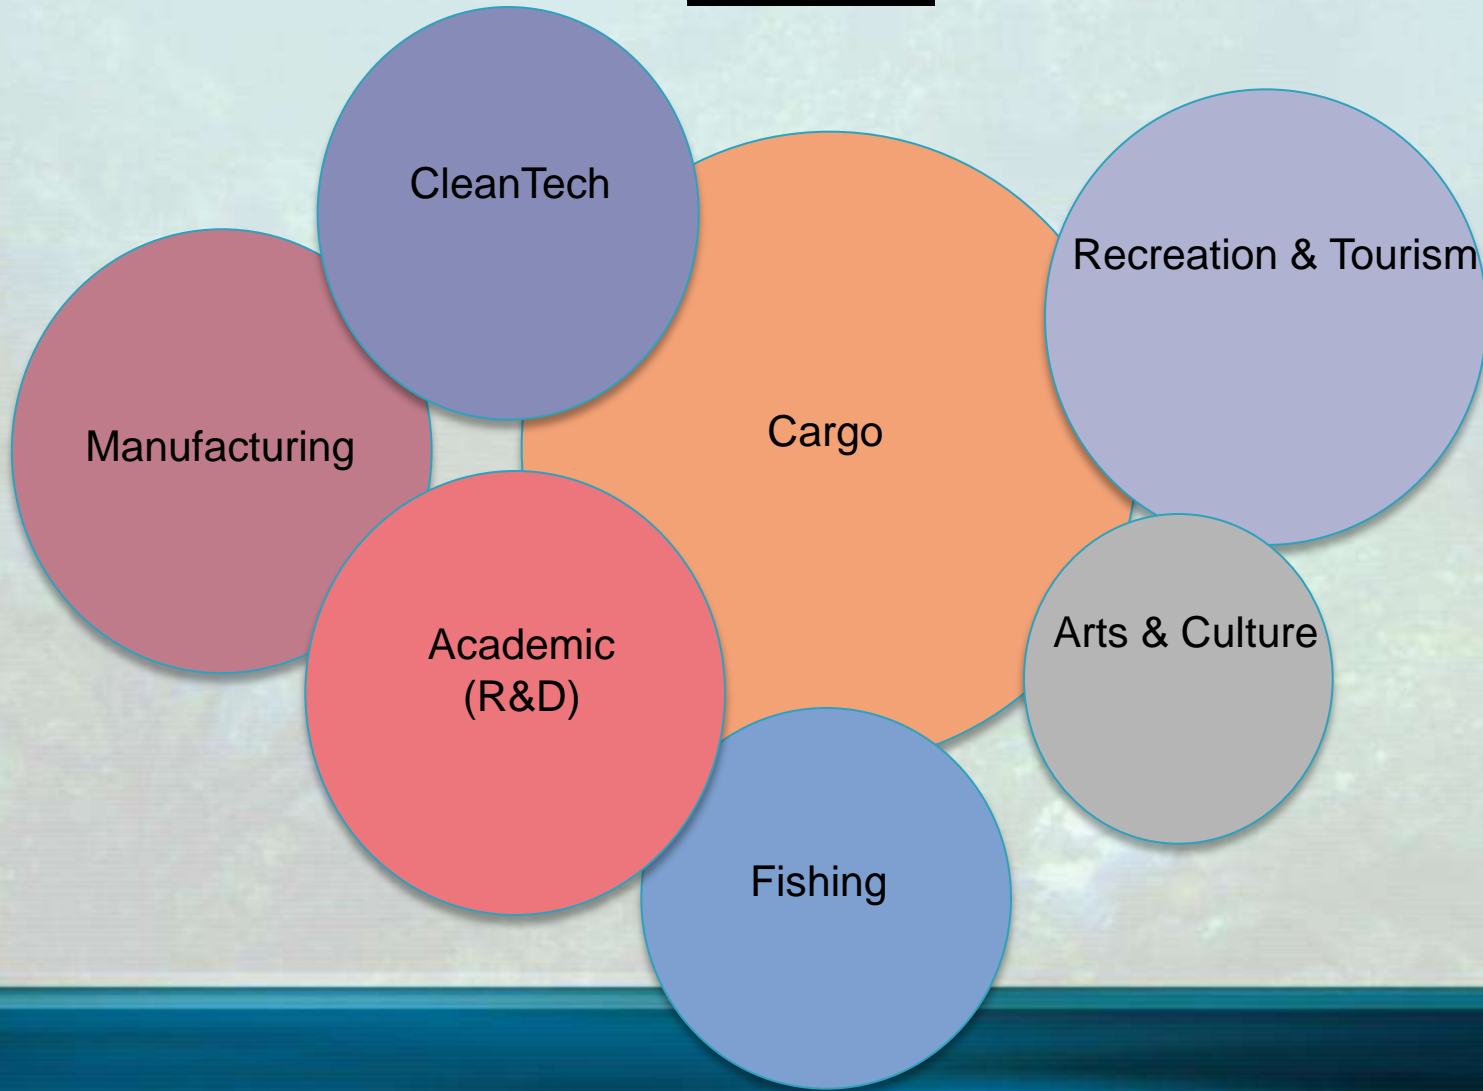 CleanTech
Recreation & Tourism
Manufacturing
Cargo
Academic
(R&D)
Arts & Culture
Fishing